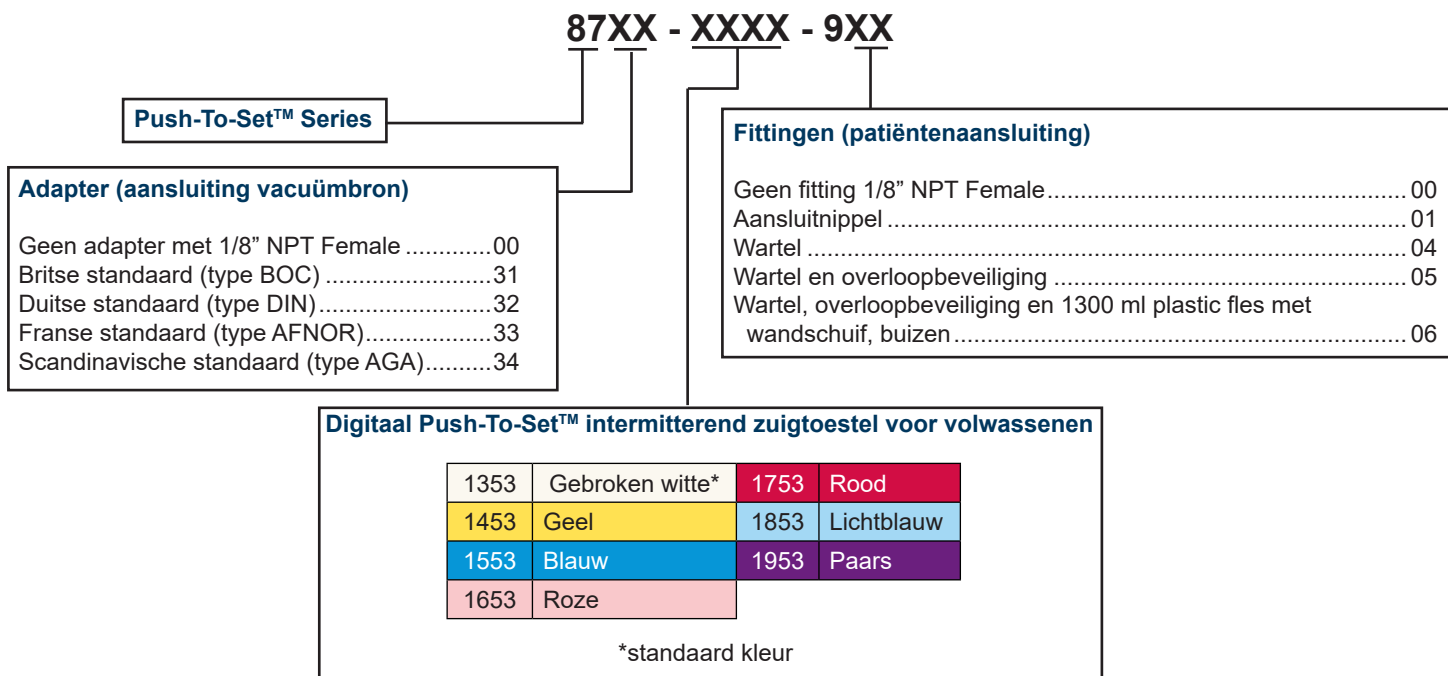 87XX - XXXX - 9XX
Push-To-Set™ Series
Adapter (aansluiting vacuümbron)
Geen adapter met 1/8” NPT Female .............00
Britse standaard (type BOC) .......................31
Duitse standaard (type DIN).........................32
Franse standaard (type AFNOR).................33
Scandinavische standaard (type AGA)..........34
Fittingen (patiëntenaansluiting)
Geen fitting 1/8” NPT Female.......................................................... 00
Aansluitnippel.................................................................................... 01
Wartel ................................................................................................ 04
Wartel en overloopbeveiliging ......................................................... 05
Wartel, overloopbeveiliging en 1300 ml plastic fles met
wandschuif, buizen......................................................................... 06
Digitaal Push-To-Set™ intermitterend zuigtoestel voor volwassenen
1353 Gebroken witte* 1753 Rood
1453 Geel 1853 Lichtblauw
1553 Blauw 1953 Paars
1653 Roze
*standaard kleur